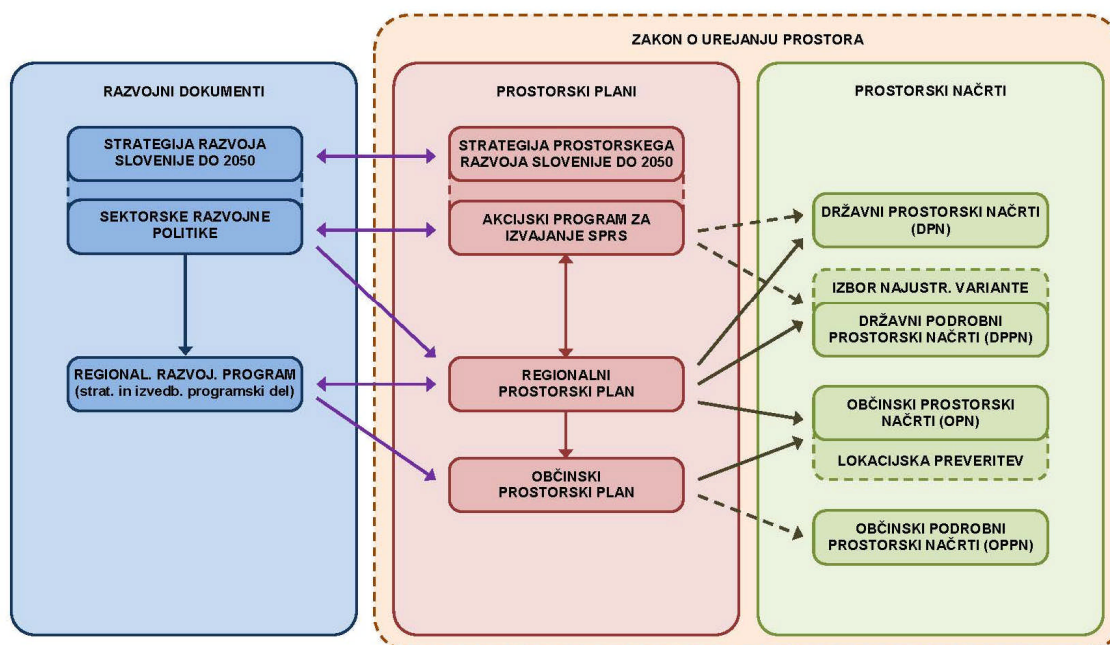 ZAKON O UREJANJU PROSTORA
RAZVOJNI DOKUMENTI
STRATEGIJA RAZVOJA
SLOVENIJE DO 2050
SEKTORSKE RAZVOJNE
POLITIKE
REGIONAL. RAZVOJ. PROGRAM
(strat. in izvedb. programski del)
PROSTORSKI PLANI
STRATEGIJA PROSTORSKEGA
RAZVOJA SLOVENIJE DO 2050
AKCIJSKI PROGRAM ZA
IZVAJANJE SPRS
REGIONALNI
PROSTORSKI PLAN
OBČINSKI
PROSTORSKI PLAN
PROSTORSKI NAČRTI
DRŽAVNI PROSTORSKI NAČRTI
(DPN)
IZBOR NAJUSTR. VARIANTE
DRŽAVNI PODROBNI
PROSTORSKI NAČRTI (DPPN)
OBČINSKI PROSTORSKI
NAČRTI (OPN)
LOKACIJSKA PREVERITEV
OBČINSKI PODROBNI
PROSTORSKI NAČRTI (OPPN)